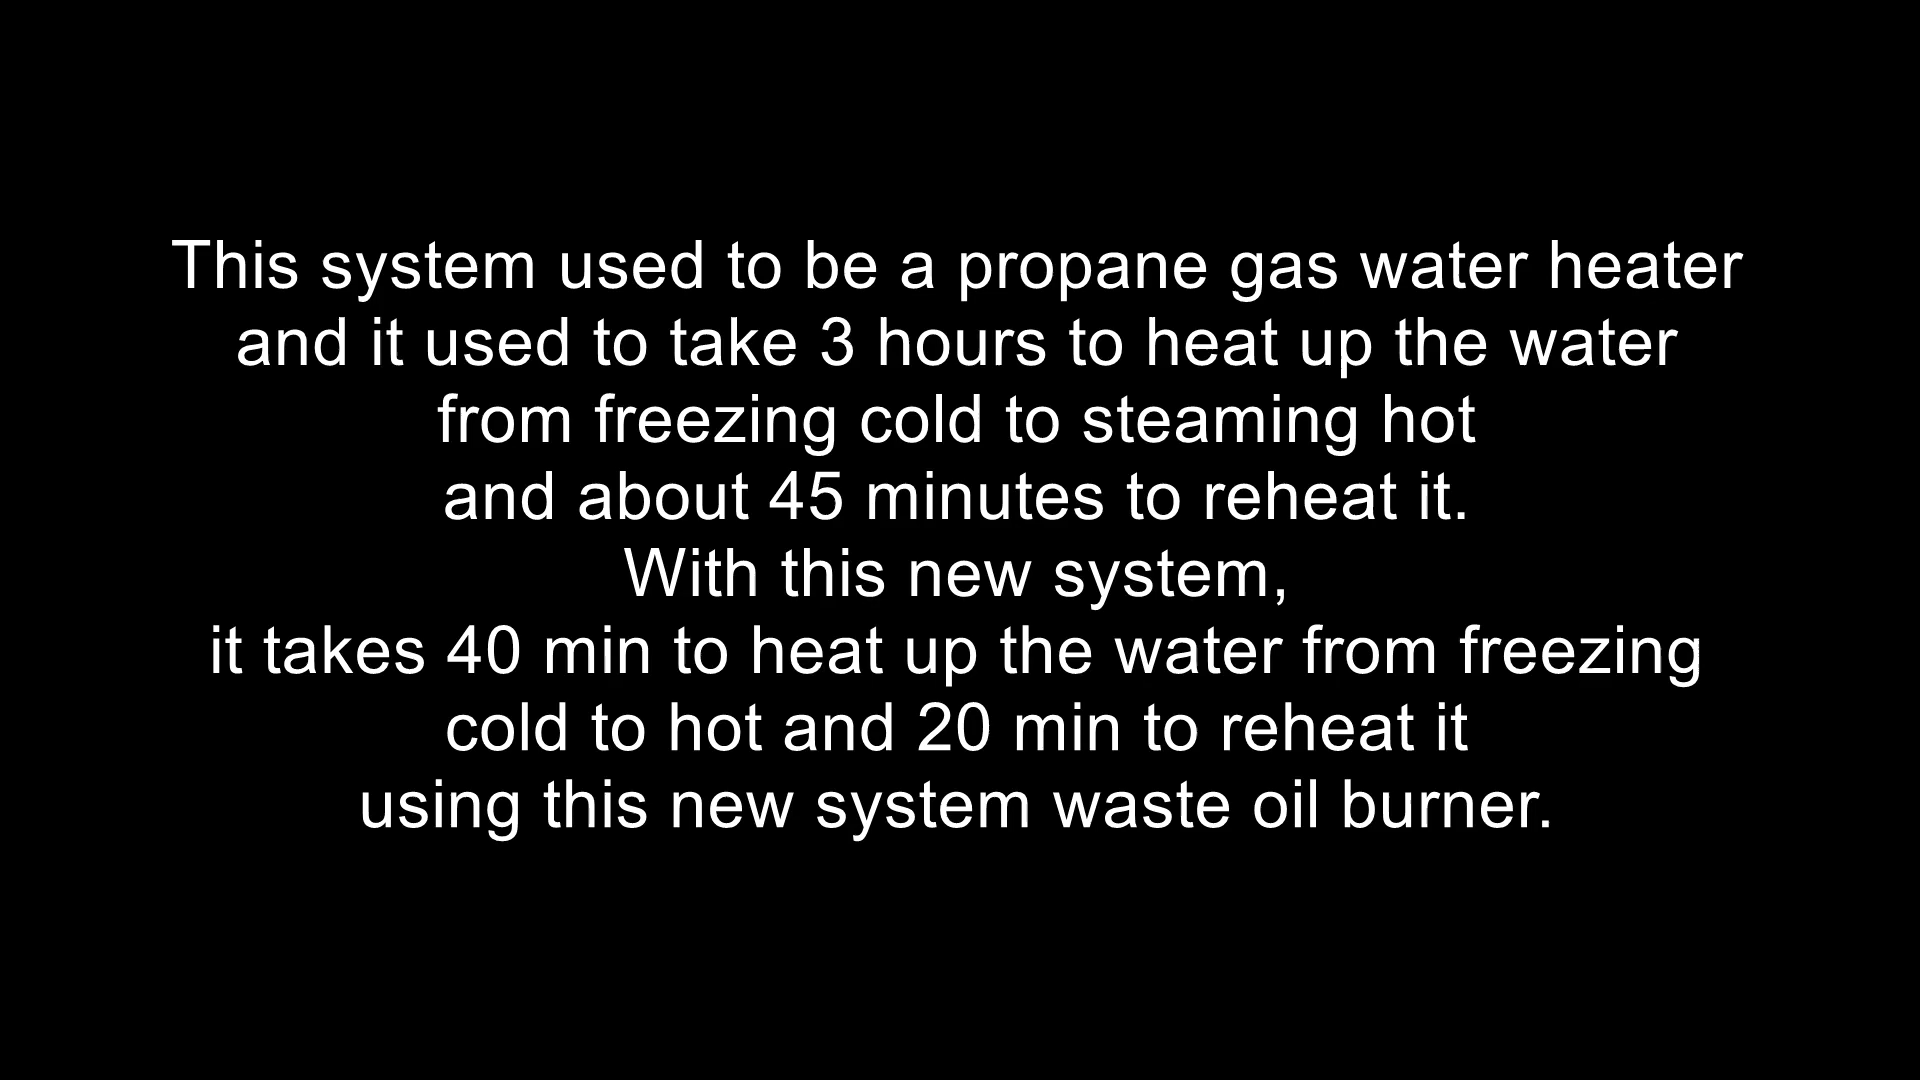 This system used to be a propane gas water heater
and it used to take 3 hours to heat up the water
from freezing cold to steaming hot
and about 45 minutes to reheat it.
With this new system,
it takes 40 min to heat up the water from freezing
cold to hot and 20 min to reheat it
using this new system waste oil burner.